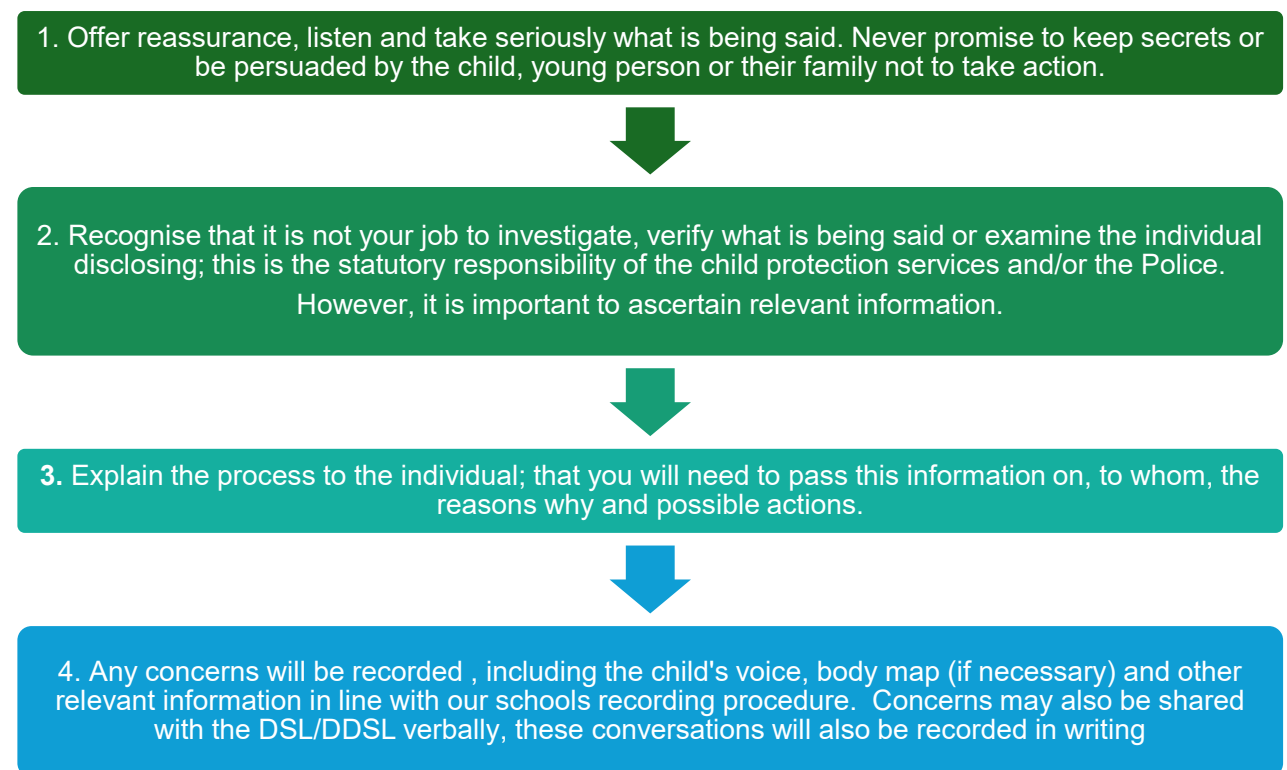 1. Offer reassurance, listen and take seriously what is being said. Never promise to keep secrets or
be persuaded by the child, young person or their family not to take action.
2. Recognise that it is not your job to investigate, verify what is being said or examine the individual
disclosing; this is the statutory responsibility of the child protection services and/or the Police.
However, it is important to ascertain relevant information.
3. Explain the process to the individual; that you will need to pass this information on, to whom, the
reasons why and possible actions.
4. Any concerns will be recorded , including the child's voice, body map (if necessary) and other
relevant information in line with our schools recording procedure.  Concerns may also be shared
with the DSL/DDSL verbally, these conversations will also be recorded in writing